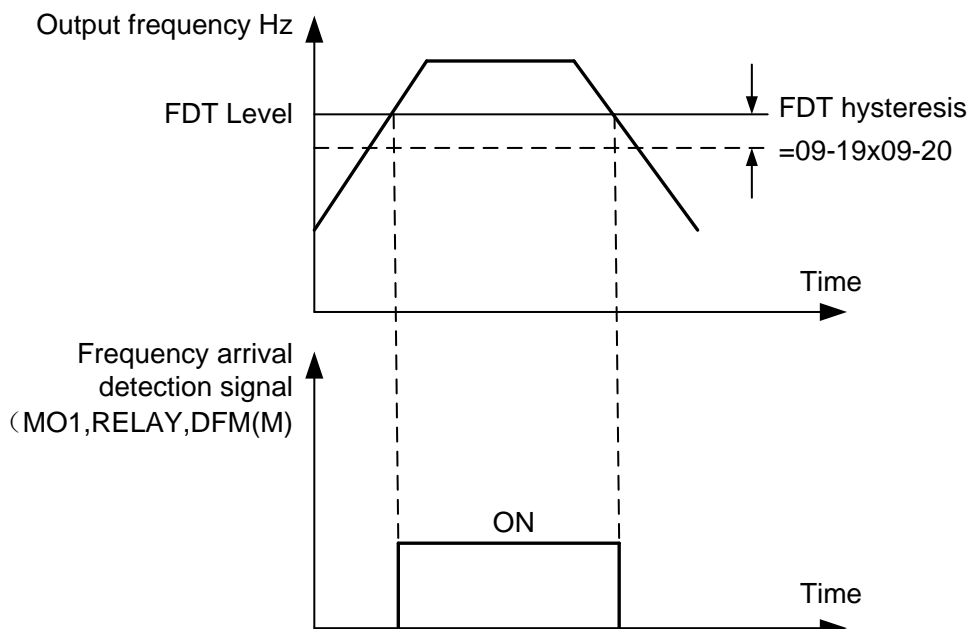 Output frequency Hz
FDT Level
FDT hysteresis
=09-19x09-20
Time
Frequency arrival
detection signal
（MO1,RELAY,DFM(M)
ON
Time